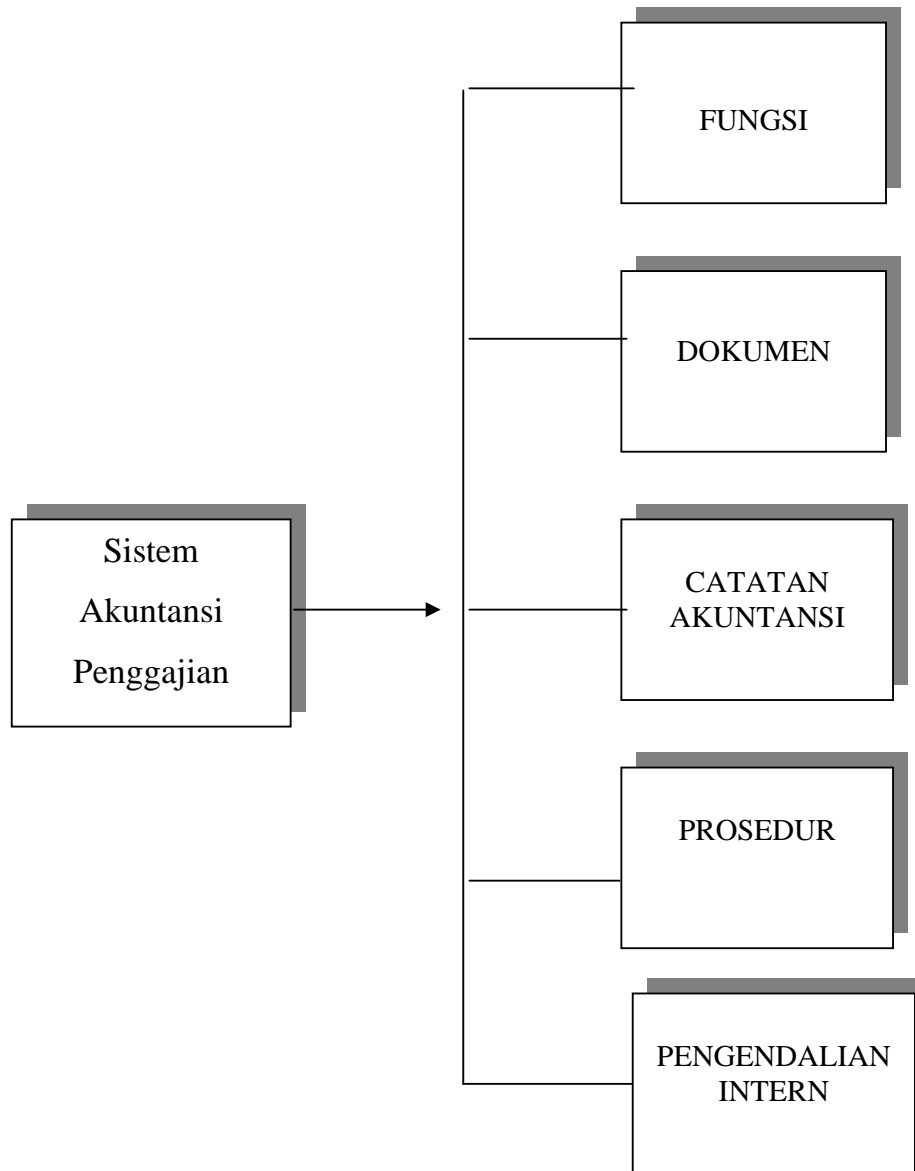 FUNGSI
DOKUMEN
Sistem
Akuntansi
Penggajian
CATATAN
AKUNTANSI
PROSEDUR
PENGENDALIAN
INTERN